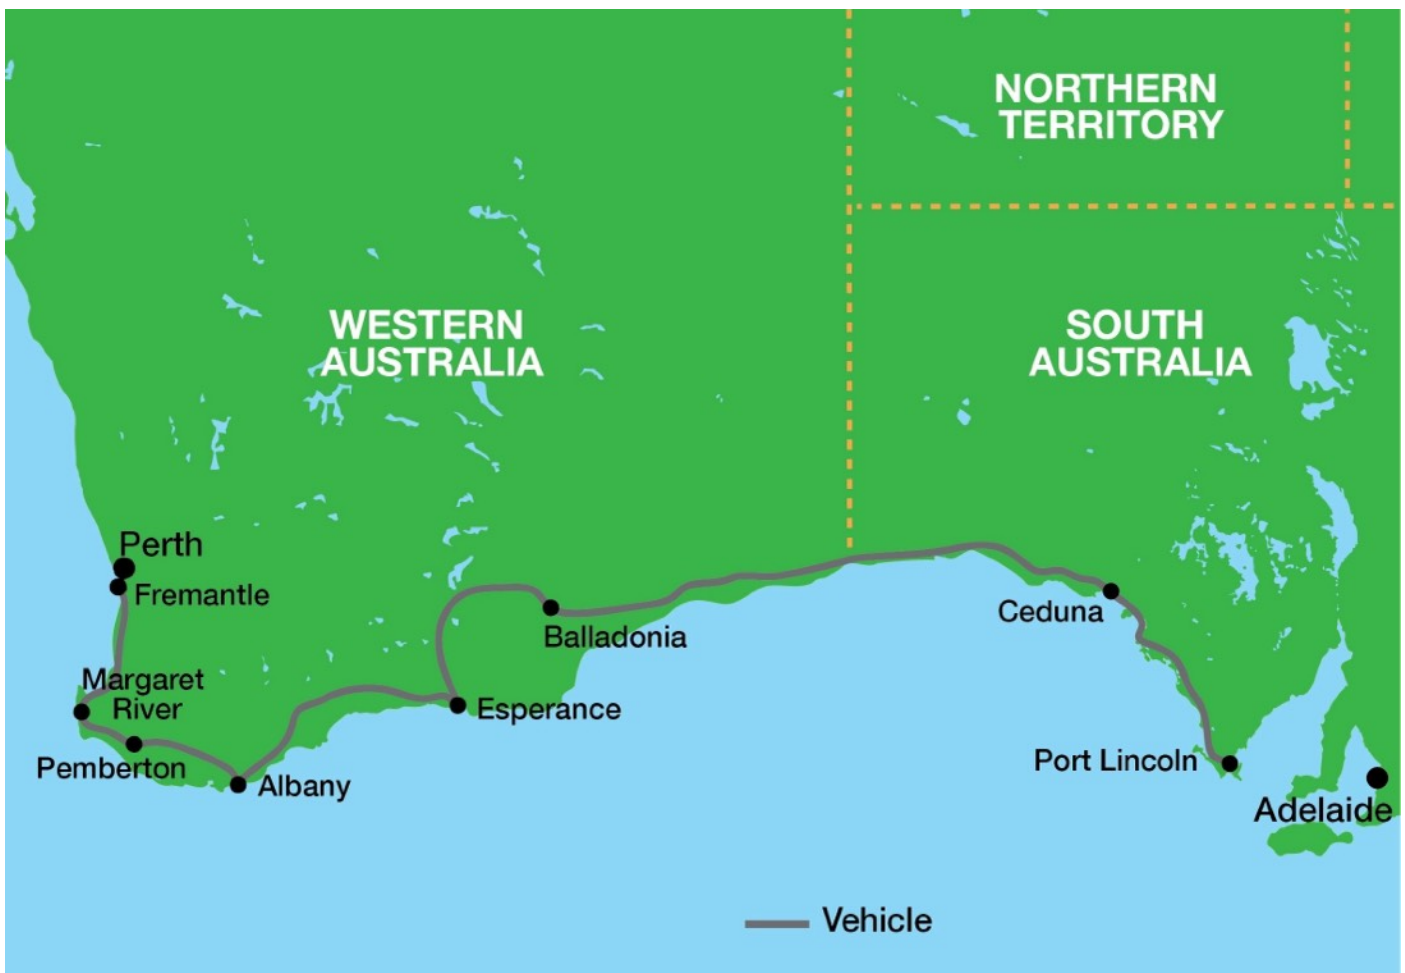 NORTHERN
TERRITORY
WESTERN
AUSTRALIA
SOUTH
AUSTRALIA
Perth
Fremantle
Margaret
River
Pemberton
Albany
Esperance
Balladonia
Ceduna
Port Lincoln
Adelaide
Vehicle